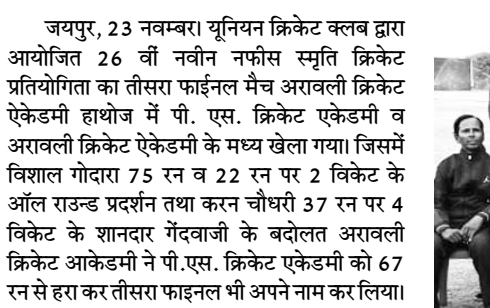 जयपुर, 23 नवम्बर। यूनियन क्रिकेट क्लब द्वारा
आयोजित 26 वीं नवीन नफीस स्मृति क्रिकेट
प्रतियोगिता का तीसरा फाईनल मैच अरावली क्रिकेट
ऐकेडमी हाथोज में पी. एस. क्रिकेट एकेडमी व
अरावली क्रिकेट ऐकेडमी के मध्य खेला गया। जिसमें
विशाल गोदारा 75 रन व 22 रन पर 2 विकेट के
ऑल राउन्ड प्रदर्शन तथा करन चौधरी 37 रन पर 4
विकेट के शानदार गेंदवाजी के बदोलत अरावली
क्रिकेट आकेडमी ने पी.एस. क्रिकेट एकेडमी को 67
रन से हरा कर तीसरा फाइनल भी अपने नाम कर लिया।